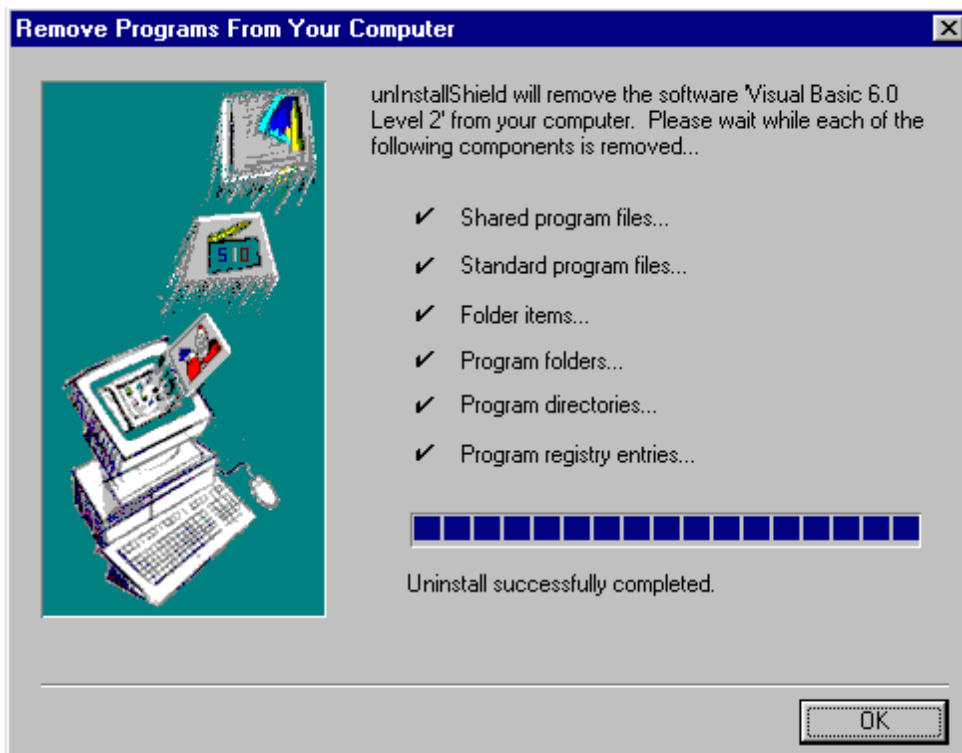 Remove Programs From Your Computer
unInstallShield will remove the software 'Visual Basic 6.0
Level 2' from your computer.  Please wait while each of the
following components is removed...
Shared program files...
Standard program files...
Folder items...
Program folders...
Program directories...
Program registry entries...
Uninstall successfully completed.
OK